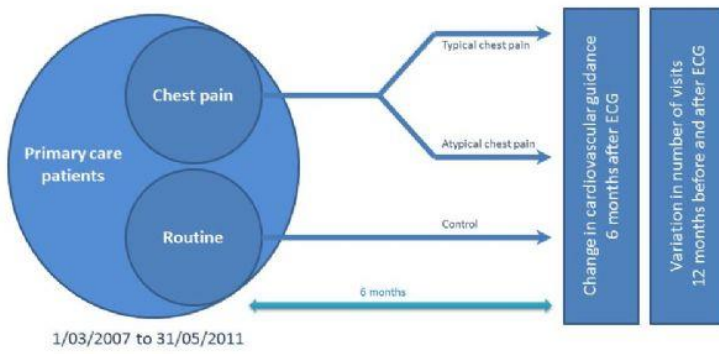 Typical chest pain
Chest pain
Primary care
patients
Atypical chest pain
Routine
Control
6 months
1/03/2007 to 31/05/2011
Change in cardiovascular guidance
6 months after ECG
Variation in number of visits
12 months before and after ECG